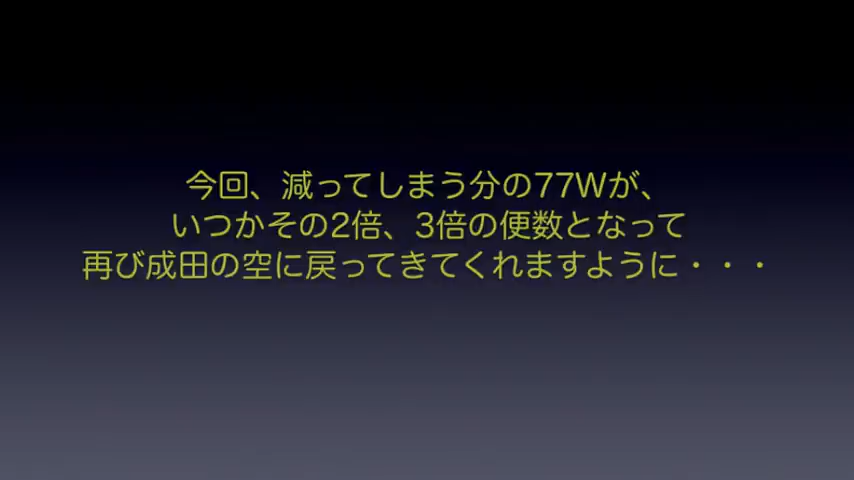 今回、減ってしまう分の77Wが、
いつかその2倍、3倍の便数となって
再び成田の空に戻ってきてくれますように・・・